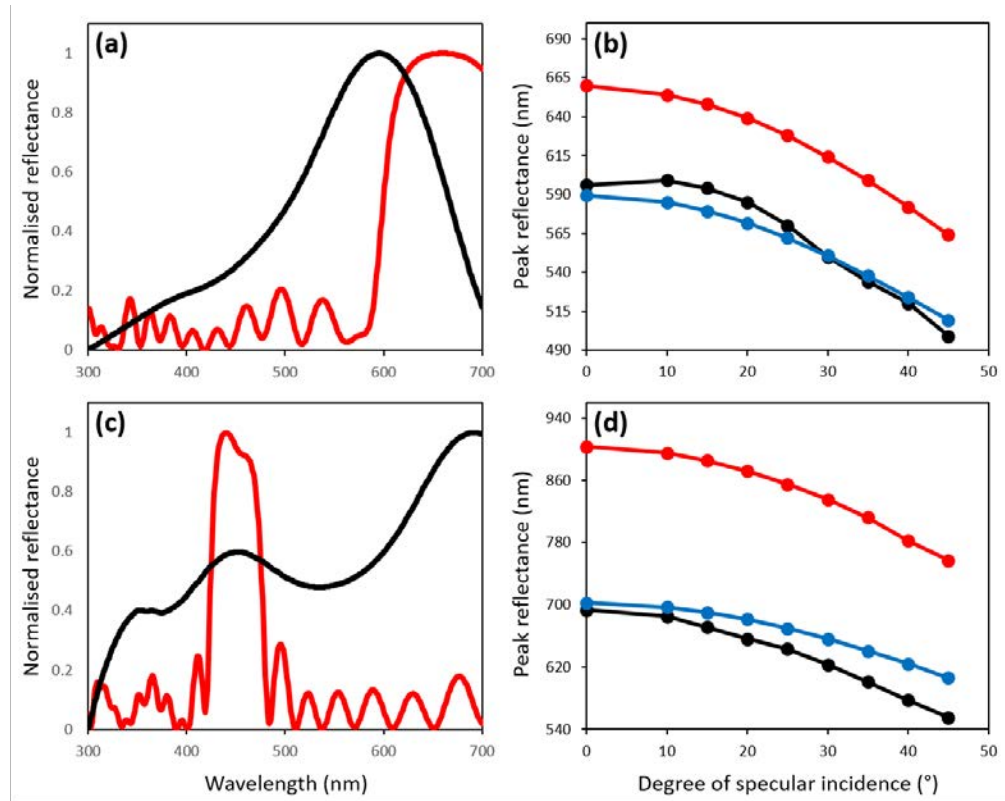 (a)
Normalised reflectance
1
0.8
0.6
0.4
0.2
0
300 400 500 600 700
(b)
Peak reflectance (nm)
690
665
640
615
590
565
540
515
490
0 10 20 30 40 50
(c)
Normalised reflectance
1
0.8
0.6
0.4
0.2
0
300 400 500 600 700
Wavelength (nm)
(d)
Peak reflectance (nm)
940
860
780
700
620
540
0 10 20 30 40 50
Degree of specular incidence (°)